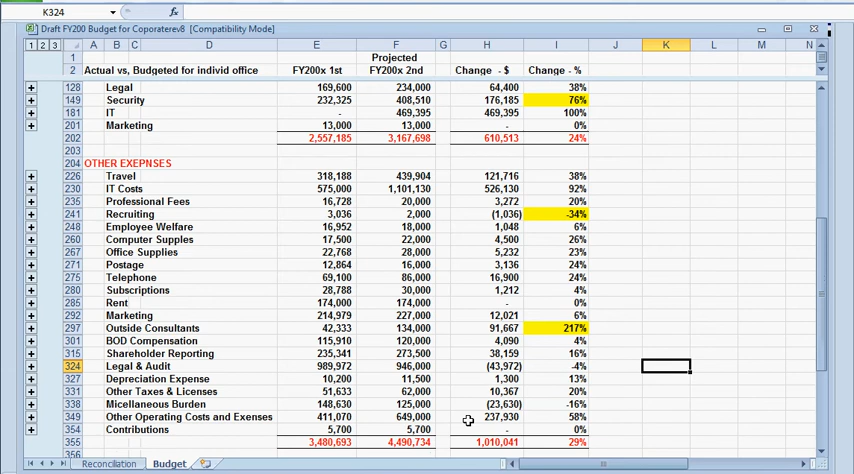 K324 fx
Draft FY200 Budget for Coporaterev8 [Compatibility Mode]
1 2 3 A B C D E F G H I J K L M N
1 Projected
2 Actual vs, Budgeted for individ office FY200x 1st FY200x 2nd Change - $ Change - %
128 Legal 169,600 234,000 64,400 38%
149 Security 232,325 408,510 176,185 76%
181 IT - 469,395 469,395 100%
201 Marketing 13,000 13,000 - 0%
202 2,557,185 3,167,698 610,513 24%
203
204 OTHER EXEPNSES
226 Travel 318,188 439,904 121,716 38%
230 IT Costs 575,000 1,101,130 526,130 92%
235 Professional Fees 16,728 20,000 3,272 20%
241 Recruiting 3,036 2,000 (1,036) -34%
248 Employee Welfare 16,952 18,000 1,048 6%
260 Computer Supples 17,500 22,000 4,500 26%
267 Office Supplies 22,768 28,000 5,232 23%
271 Postage 12,864 16,000 3,136 24%
275 Telephone 69,100 86,000 16,900 24%
280 Subscriptions 28,788 30,000 1,212 4%
285 Rent 174,000 174,000 - 0%
292 Marketing 214,979 227,000 12,021 6%
297 Outside Consultants 42,333 134,000 91,667 217%
301 BOD Compensation 115,910 120,000 4,090 4%
315 Shareholder Reporting 235,341 273,500 38,159 16%
324 Legal & Audit 989,972 946,000 (43,972) -4%
327 Depreciation Expense 10,200 11,500 1,300 13%
331 Other Taxes & Licenses 51,633 62,000 10,367 20%
338 Micellaneous Burden 148,630 125,000 (23,630) -16%
349 Other Operating Costs and Exenses 411,070 649,000 237,930 58%
354 Contributions 5,700 5,700 - 0%
355 3,480,693 4,490,734 1,010,041 29%
356
Reconciliation Budget